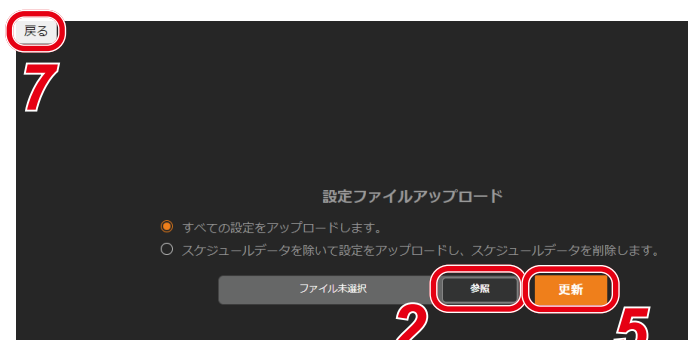 戻る
7
設定ファイルアップロード
すべての設定をアップロードします。
スケジュールデータを除いて設定をアップロードし、スケジュールデータを削除します。
ファイル未選択 参照 更新
2 5